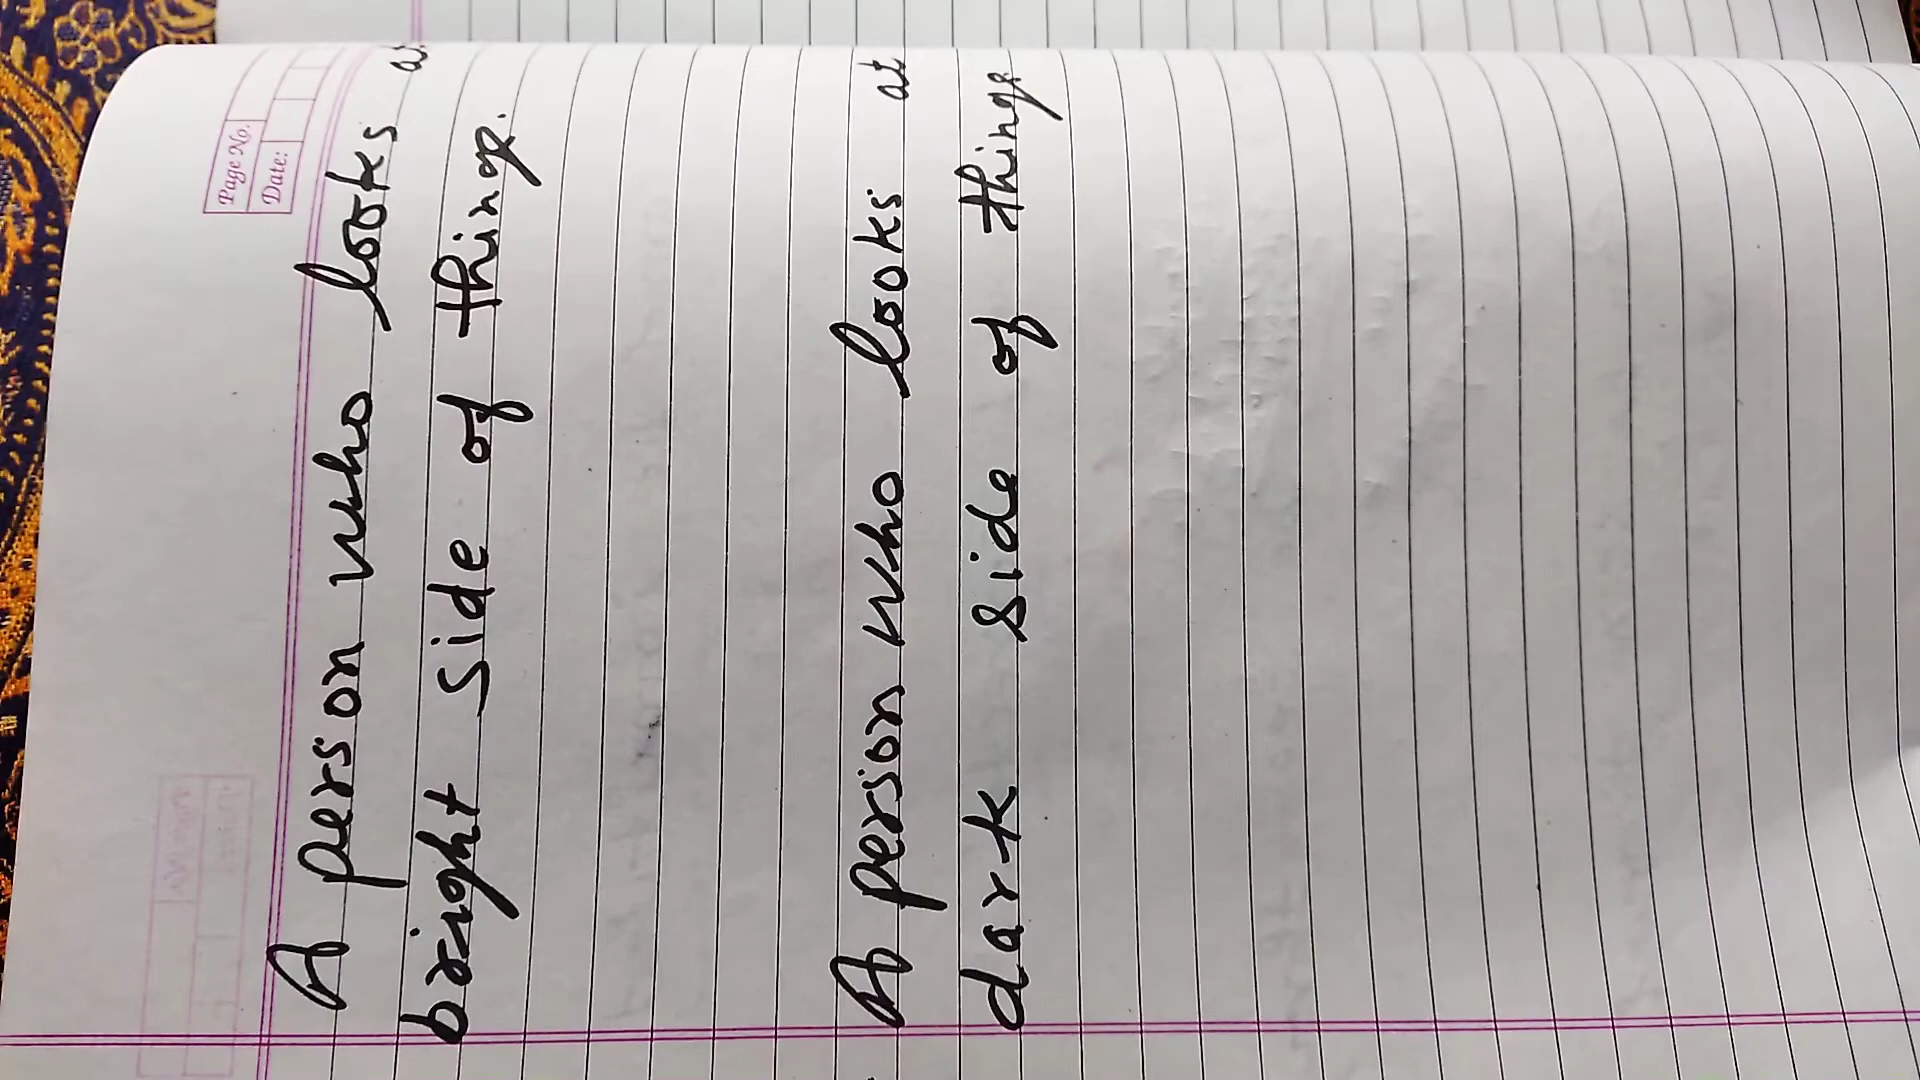 Page No.
Date:
A person who looks at
bright side of things.
A person who looks at
dark side of things